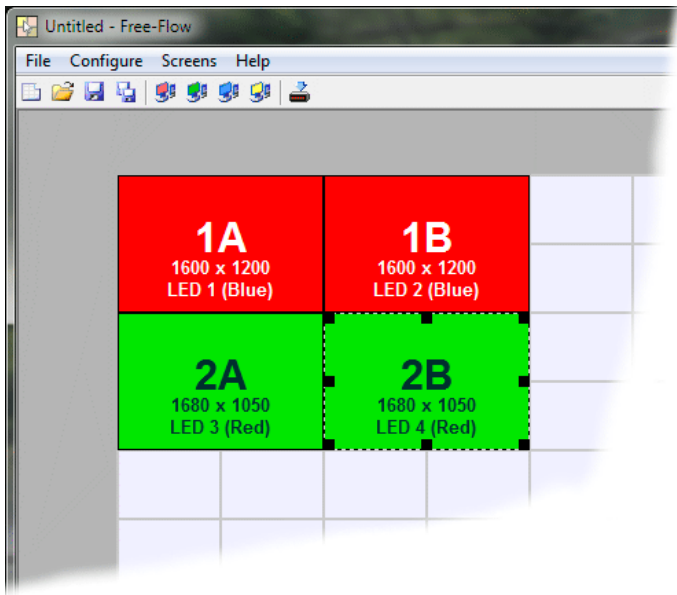 Untitled - Free-Flow
File Configure Screens Help
1A
1600 x 1200
LED 1 (Blue)
1B
1600 x 1200
LED 2 (Blue)
2A
1680 x 1050
LED 3 (Red)
2B
1680 x 1050
LED 4 (Red)